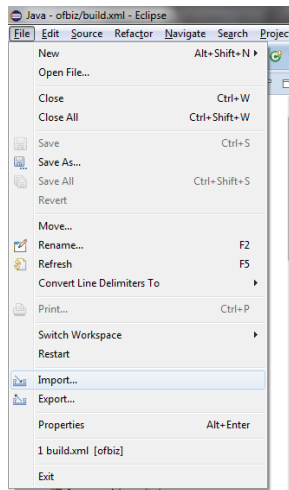 Java - ofbiz/build.xml - Eclipse
File Edit Source Refactor Navigate Search Project
New Alt+Shift+N
Open File...
Close Ctrl+W
Close All Ctrl+Shift+W
Save Ctrl+S
Save As...
Save All Ctrl+Shift+S
Revert
Move...
Rename... F2
Refresh F5
Convert Line Delimiters To
Print... Ctrl+P
Switch Workspace
Restart
Import...
Export...
Properties Alt+Enter
1 build.xml [ofbiz]
Exit